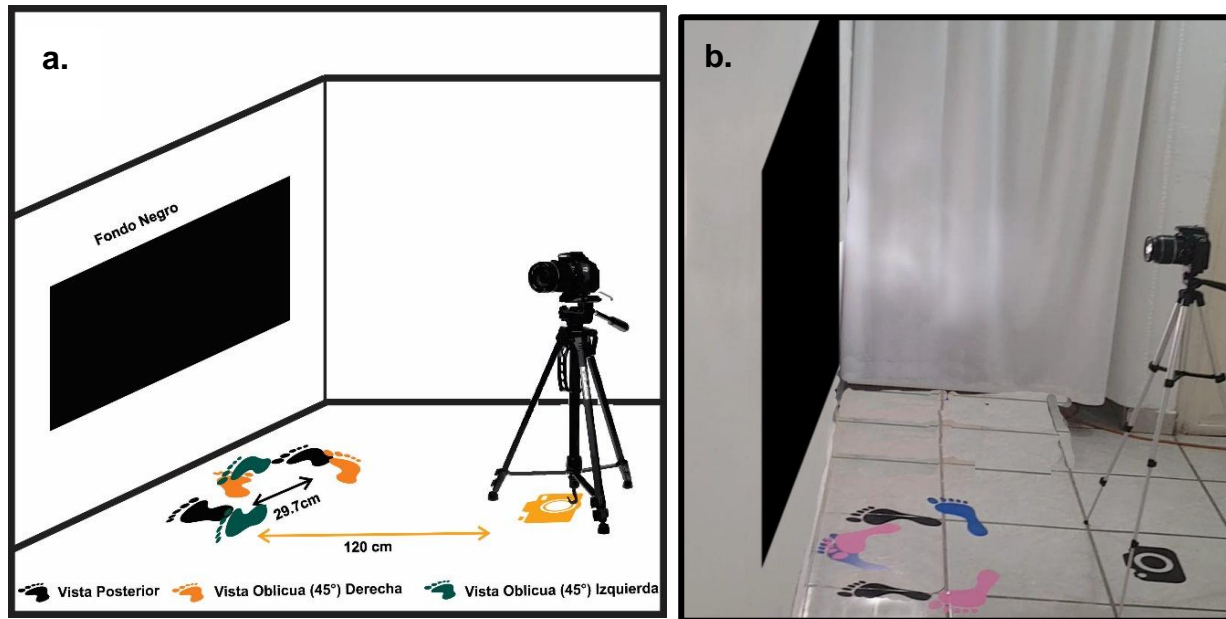 a.
Fondo Negro
29.7cm
120 cm
Vista Posterior
Vista Oblicua (45°) Derecha
Vista Oblicua (45°) Izquierda
b.